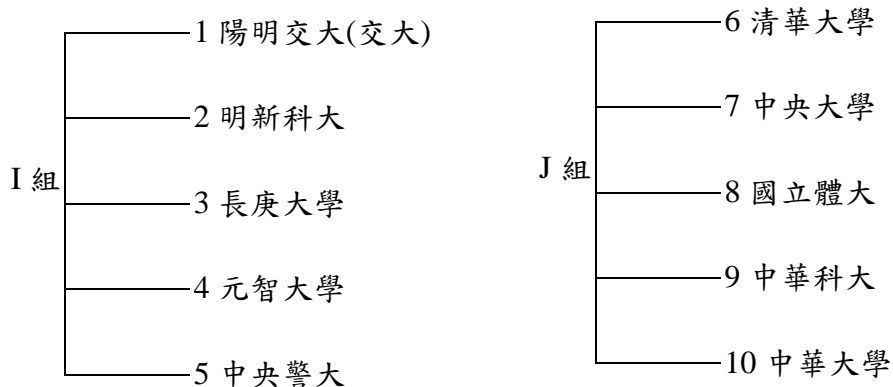 I 組
1 陽明交大(交大)
2 明新科大
3 長庚大學
4 元智大學
5 中央警大
J 組
6 清華大學
7 中央大學
8 國立體大
9 中華科大
10 中華大學